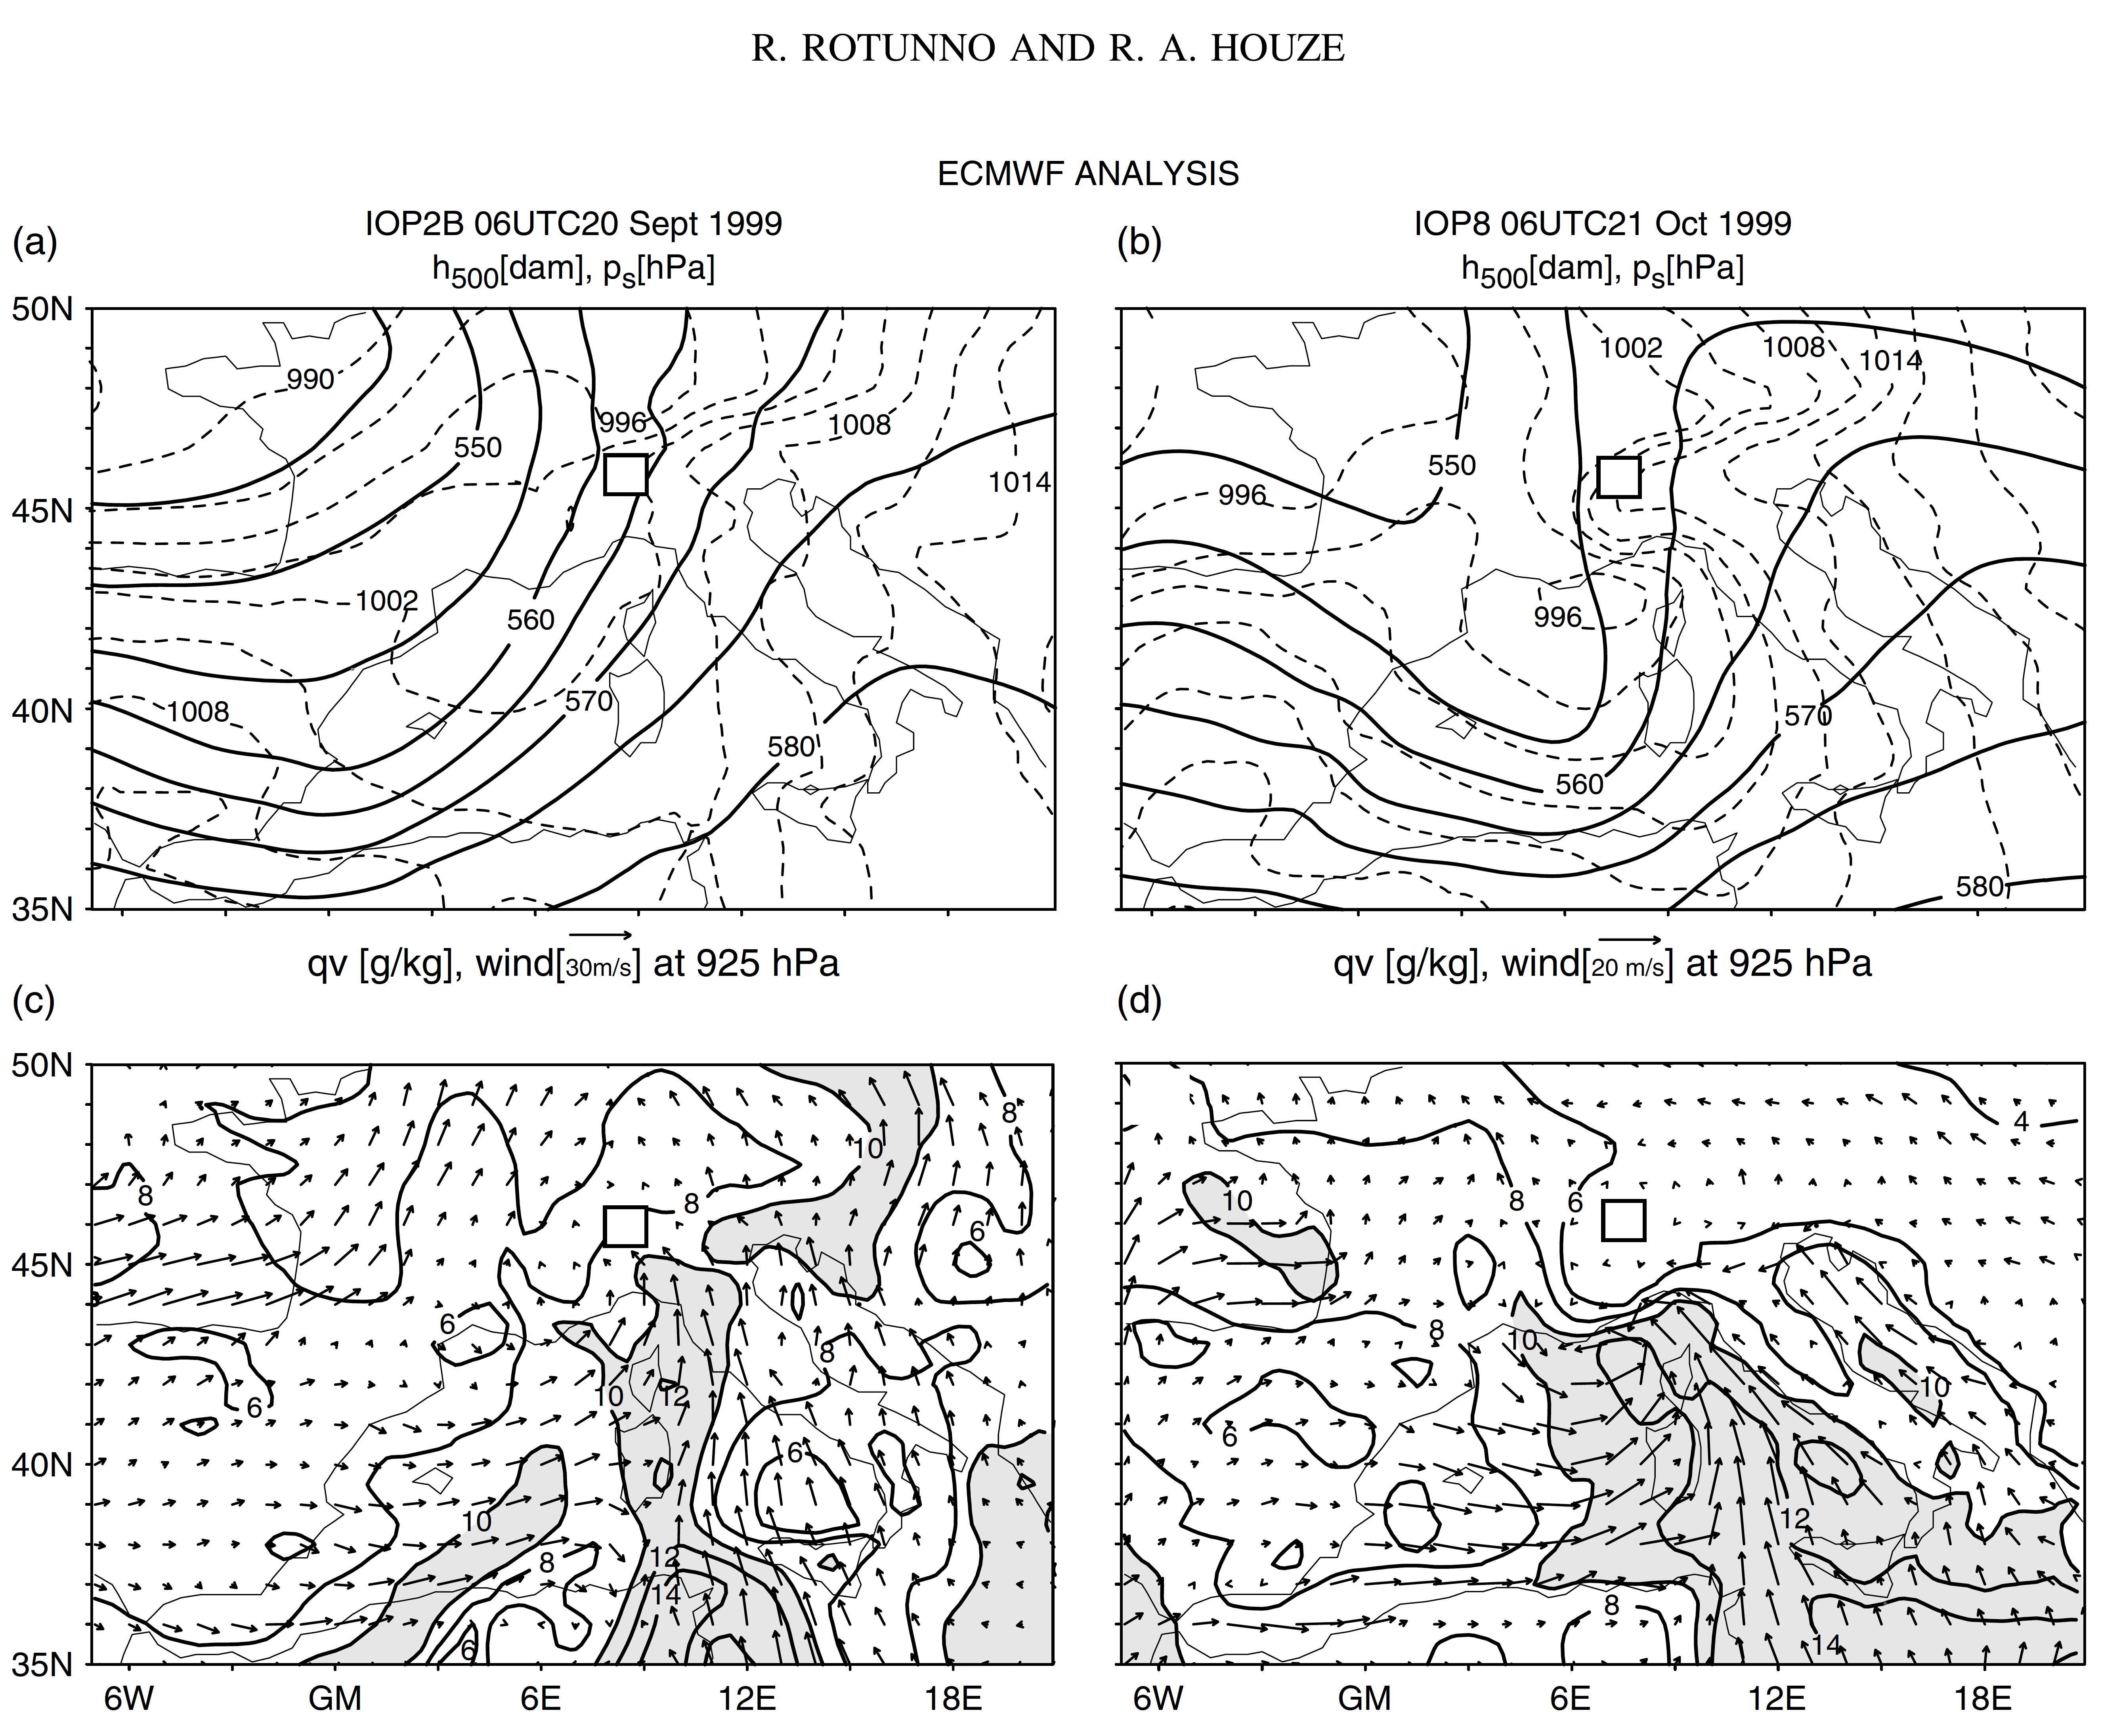 R. ROTUNNO AND R. A. HOUZE
ECMWF ANALYSIS
(a)
IOP2B 06UTC20 Sept 1999
h500[dam], ps[hPa]
50N
45N
40N
35N
990
550
996
1008
1014
1002
560
1008
570
580
(b)
IOP8 06UTC21 Oct 1999
h500[dam], ps[hPa]
1002
1008
1014
550
996
996
570
560
580
(c)
qv [g/kg], wind[30m/s] at 925 hPa
50N
45N
40N
35N
8
10
8
8
6
6
8
6
10
12
6
10
8
12
14
6
6W
GM
6E
12E
18E
(d)
qv [g/kg], wind[20 m/s] at 925 hPa
4
10
8
6
8
10
10
6
12
8
14
6W
GM
6E
12E
18E